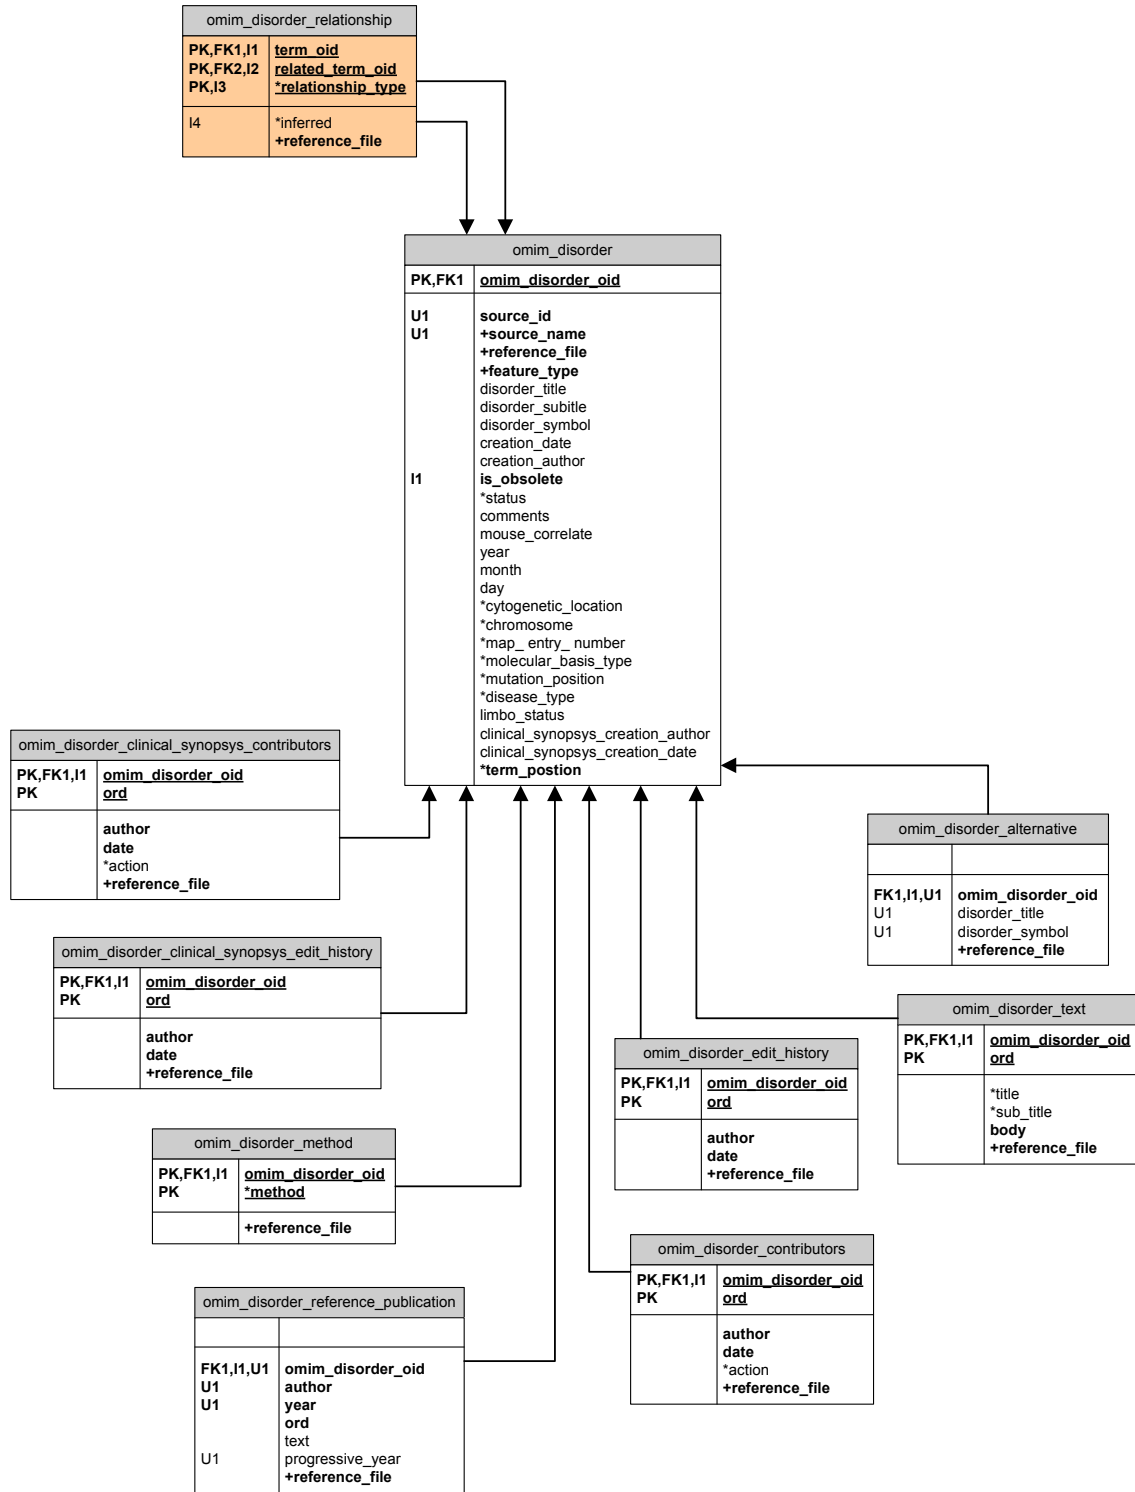 omim_disorder_relationship
PK,FK1,I1 term_oid
PK,FK2,I2 related_term_oid
PK,I3 *relationship_type
I4 *inferred
+reference_file
omim_disorder
PK,FK1 omim_disorder_oid
U1 source_id
U1 +source_name
+reference_file
+feature_type
disorder_title
disorder_subitle
disorder_symbol
creation_date
creation_author
I1 is_obsolete
*status
comments
mouse_correlate
year
month
day
*cytogenetic_location
*chromosome
*map_ entry_ number
*molecular_basis_type
*mutation_position
*disease_type
limbo_status
clinical_synopsys_creation_author
clinical_synopsys_creation_date
*term_postion
omim_disorder_clinical_synopsys_contributors
PK,FK1,I1 omim_disorder_oid
PK ord
author
date
*action
+reference_file
omim_disorder_alternative
FK1,I1,U1 omim_disorder_oid
U1 disorder_title
U1 disorder_symbol
+reference_file
omim_disorder_clinical_synopsys_edit_history
PK,FK1,I1 omim_disorder_oid
PK ord
author
date
+reference_file
omim_disorder_text
PK,FK1,I1 omim_disorder_oid
PK ord
*title
*sub_title
body
+reference_file
omim_disorder_edit_history
PK,FK1,I1 omim_disorder_oid
PK ord
author
date
+reference_file
omim_disorder_method
PK,FK1,I1 omim_disorder_oid
PK *method
+reference_file
omim_disorder_contributors
PK,FK1,I1 omim_disorder_oid
PK ord
author
date
*action
+reference_file
omim_disorder_reference_publication
FK1,I1,U1 omim_disorder_oid
U1 author
U1 year
ord
text
U1 progressive_year
+reference_file